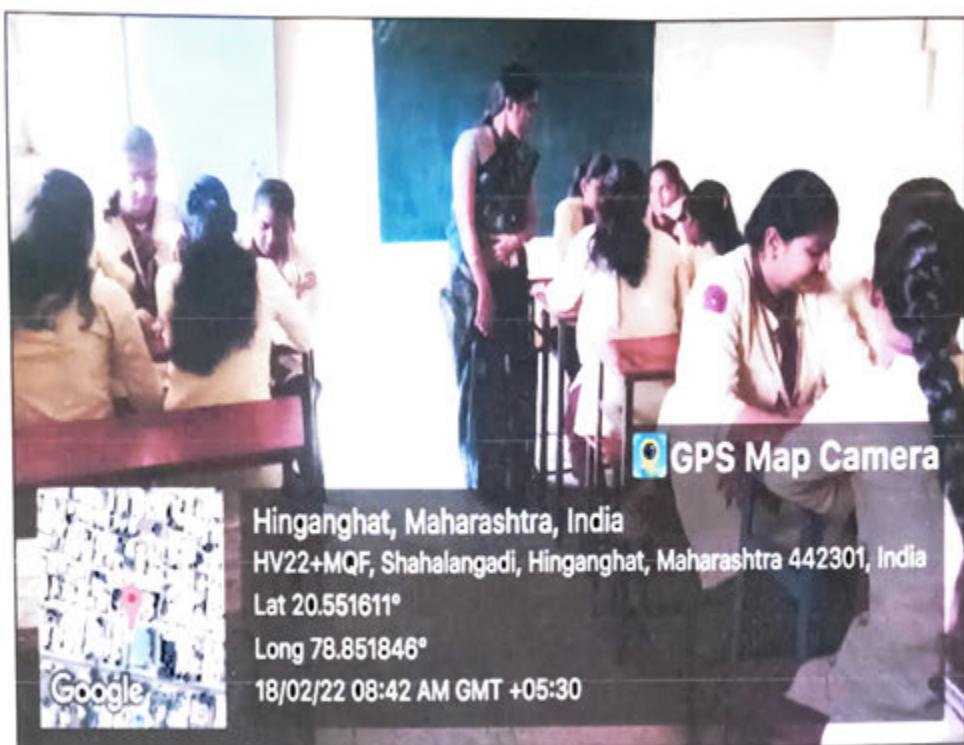 GPS Map Camera
Hinganghat, Maharashtra, India
HV22+MQF, Shahalangadi, Hinganghat, Maharashtra 442301, India
Lat 20.551611°
Long 78.851846°
18/02/22 08:42 AM GMT +05:30
Google